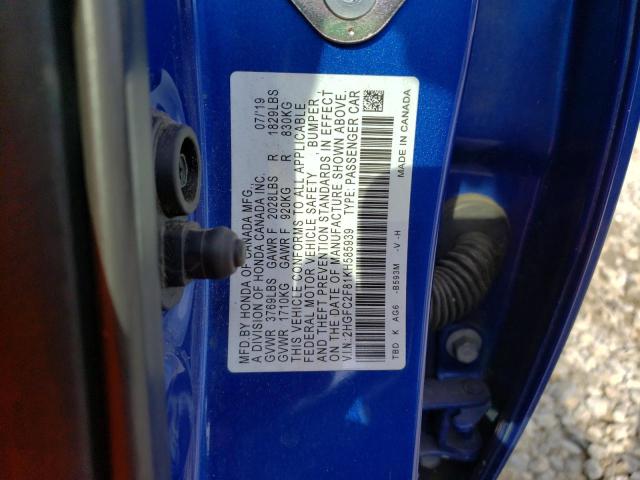 MFD.BY HONDA OF CANADA MFG. 07/'19
A DIVISION OF HONDA CANADA INC.
GVWR 3769LBS GAWR F 2028LBS R 1829LBS
GVWR 1710KG GAWR F 920KG R 830KG
THIS VEHICLE CONFORMS TO ALL APPLICABLE
FEDERAL MOTOR VEHICLE SAFETY , BUMPER ,
AND THEFT PREVENTION STANDARDS IN EFFECT
ON THE DATE OF MANUFACTURE SHOWN ABOVE.
V.I.N.:2HGFC2F81KH585939 TYPE:PASSENGER CAR
TBD K AG6 -B593M -V -H MADE IN CANADA